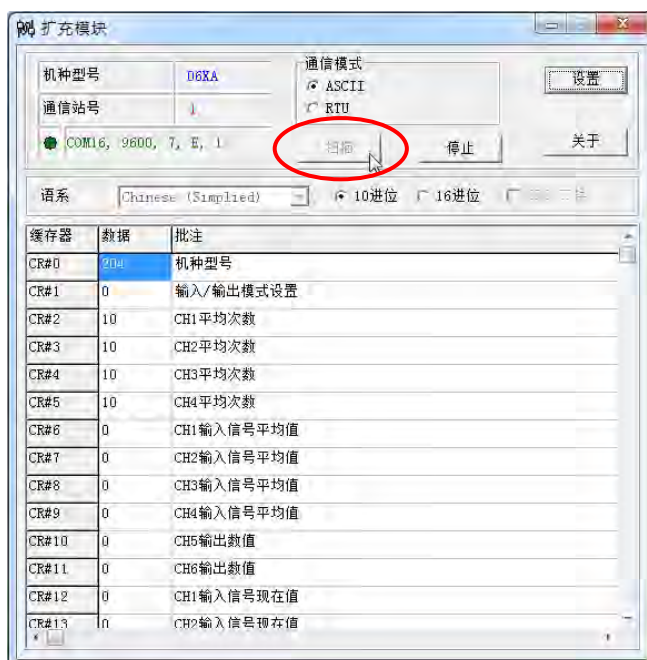 扩充模块
机种型号 D6XA
通信模式
ASCII
RTU
设置
通信站号 1
COM16, 9600, 7, E, 1
扫描
停止
关于
语系 Chinese (Simplied) 10进位 16进位
缓存器 数据 批注
CR#0 204 机种型号
CR#1 0 输入/输出模式设置
CR#2 10 CH1平均次数
CR#3 10 CH2平均次数
CR#4 10 CH3平均次数
CR#5 10 CH4平均次数
CR#6 0 CH1输入信号平均值
CR#7 0 CH2输入信号平均值
CR#8 0 CH3输入信号平均值
CR#9 0 CH4输入信号平均值
CR#10 0 CH5输出数值
CR#11 0 CH6输出数值
CR#12 0 CH1输入信号现在值
CR#13 0 CH2输入信号现在值